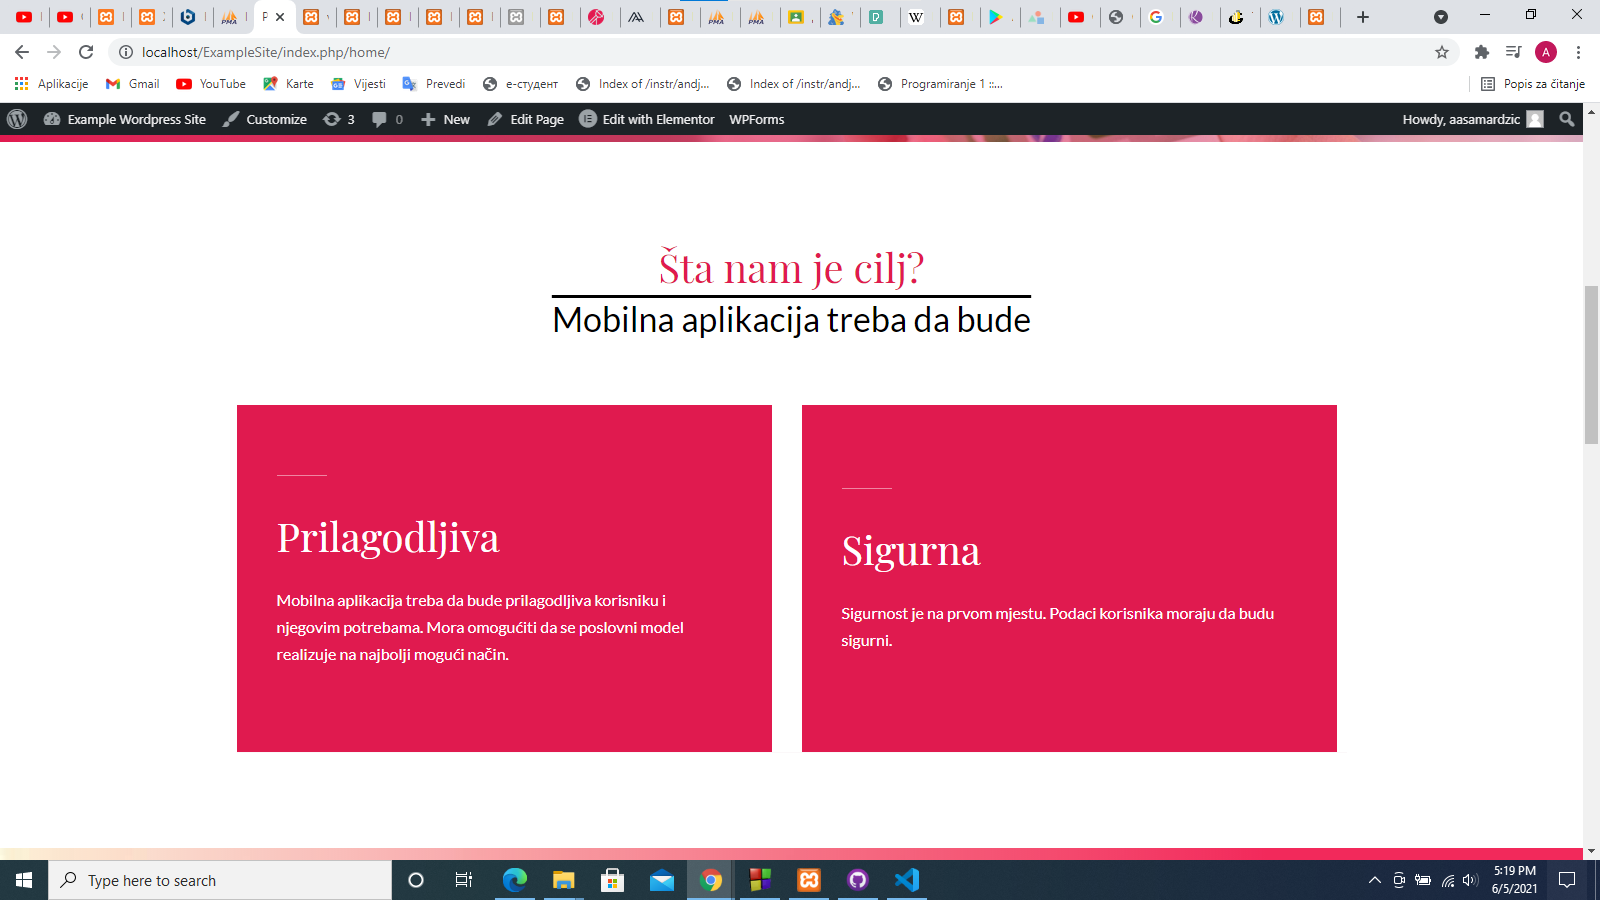 localhost/ExampleSite/index.php/home/
A
Aplikacije
Gmail
YouTube
Karte
Vijesti
Prevedi
е-студент
Index of /instr/andj...
Index of /instr/andj...
Programiranje 1 ::...
Popis za čitanje
Example Wordpress Site
Customize
3
0
New
Edit Page
Edit with Elementor
WPForms
Howdy, aasamardzic
Šta nam je cilj?
Mobilna aplikacija treba da bude
Prilagodljiva
Mobilna aplikacija treba da bude prilagodljiva korisniku i
njegovim potrebama. Mora omogućiti da se poslovni model
realizuje na najbolji mogući način.
Sigurna
Sigurnost je na prvom mjestu. Podaci korisnika moraju da budu
sigurni.
Type here to search
5:19 PM
6/5/2021